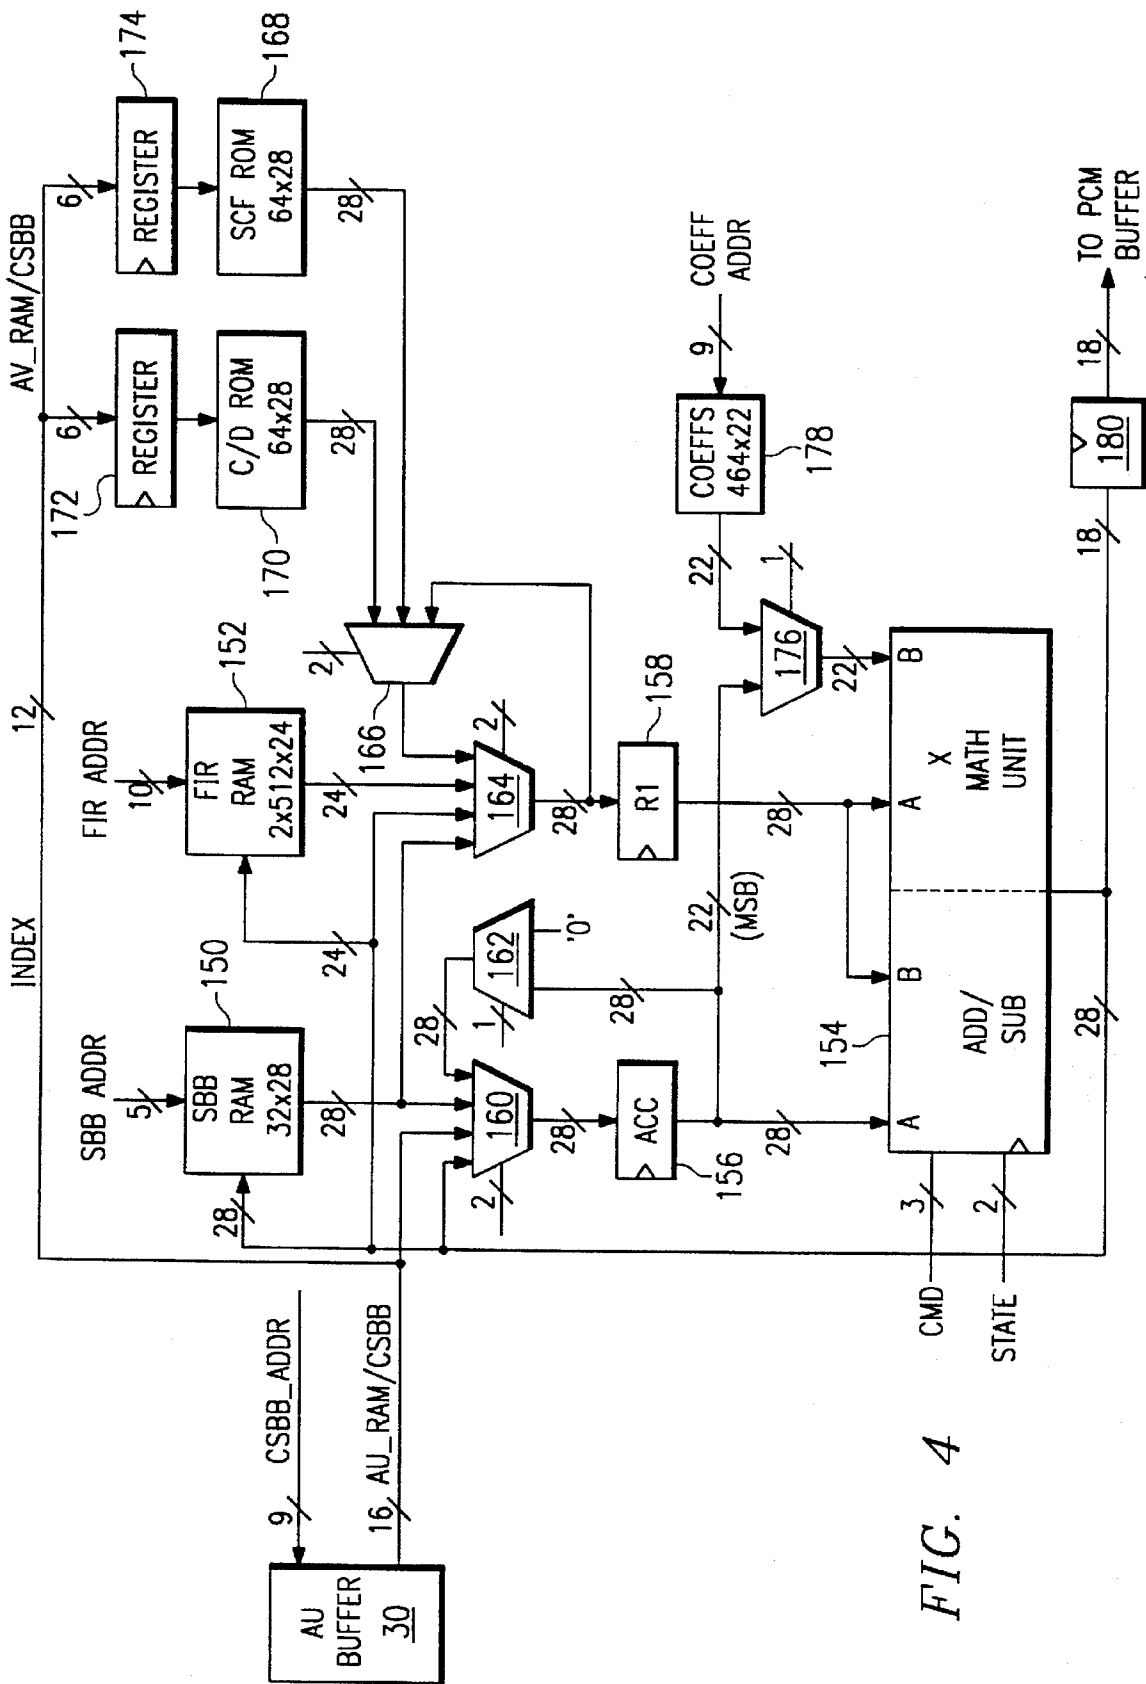 AU
BUFFER
30
9
CSBB_ADDR
16
AU_RAM/CSBB
INDEX
12
AV_RAM/CSBB
SBB ADDR
5
150
SBB
RAM
32x28
28
28
FIR ADDR
10
152
FIR
RAM
2x512x24
24
24
6
172
REGISTER
C/D ROM
64x28
170
28
6
174
REGISTER
168
SCF ROM
64x28
28
2
166
160
2
28
28
1
162
'0'
28
164
2
28
ACC
156
R1
158
22
(MSB)
28
28
COEFF
ADDR
9
COEFFS
464x22
178
22
176
1
22
154
A
B
A
B
ADD/
SUB
X
MATH
UNIT
CMD
3
STATE
2
28
18
180
18
TO PCM
BUFFER
FIG. 4